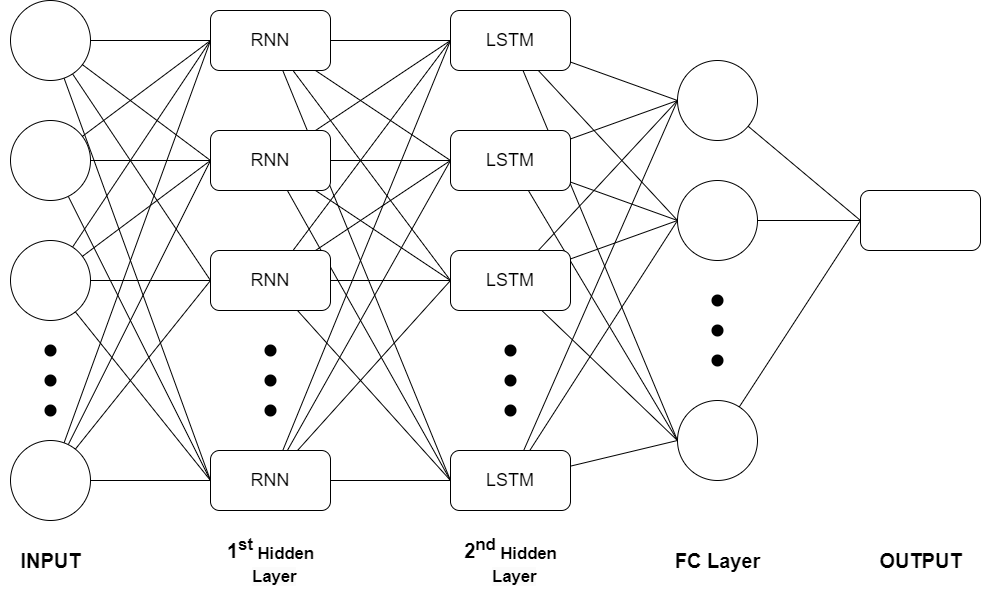 RNN LSTM
RNN LSTM
RNN LSTM
RNN LSTM
INPUT
1st Hidden
Layer
2nd Hidden
Layer
FC Layer
OUTPUT